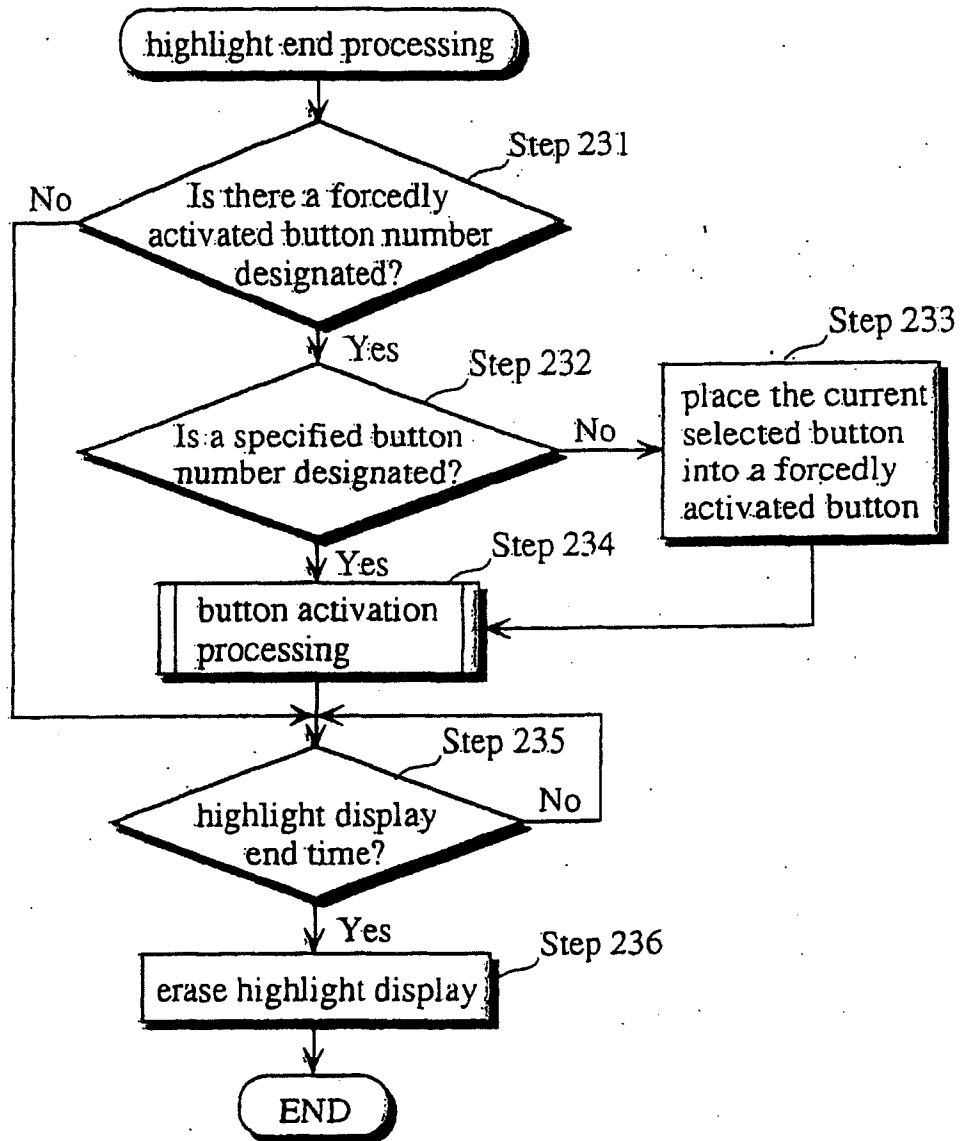 highlight end processing
Step 231
No
Is there a forcedly
activated button number
designated?
Yes
Step 232
Step 233
Is a specified button
number designated?
No
place the current
selected button
into a forcedly
activated button
Yes
Step 234
button activation
processing
Step 235
highlight display
end time?
No
Yes
Step 236
erase highlight display
END